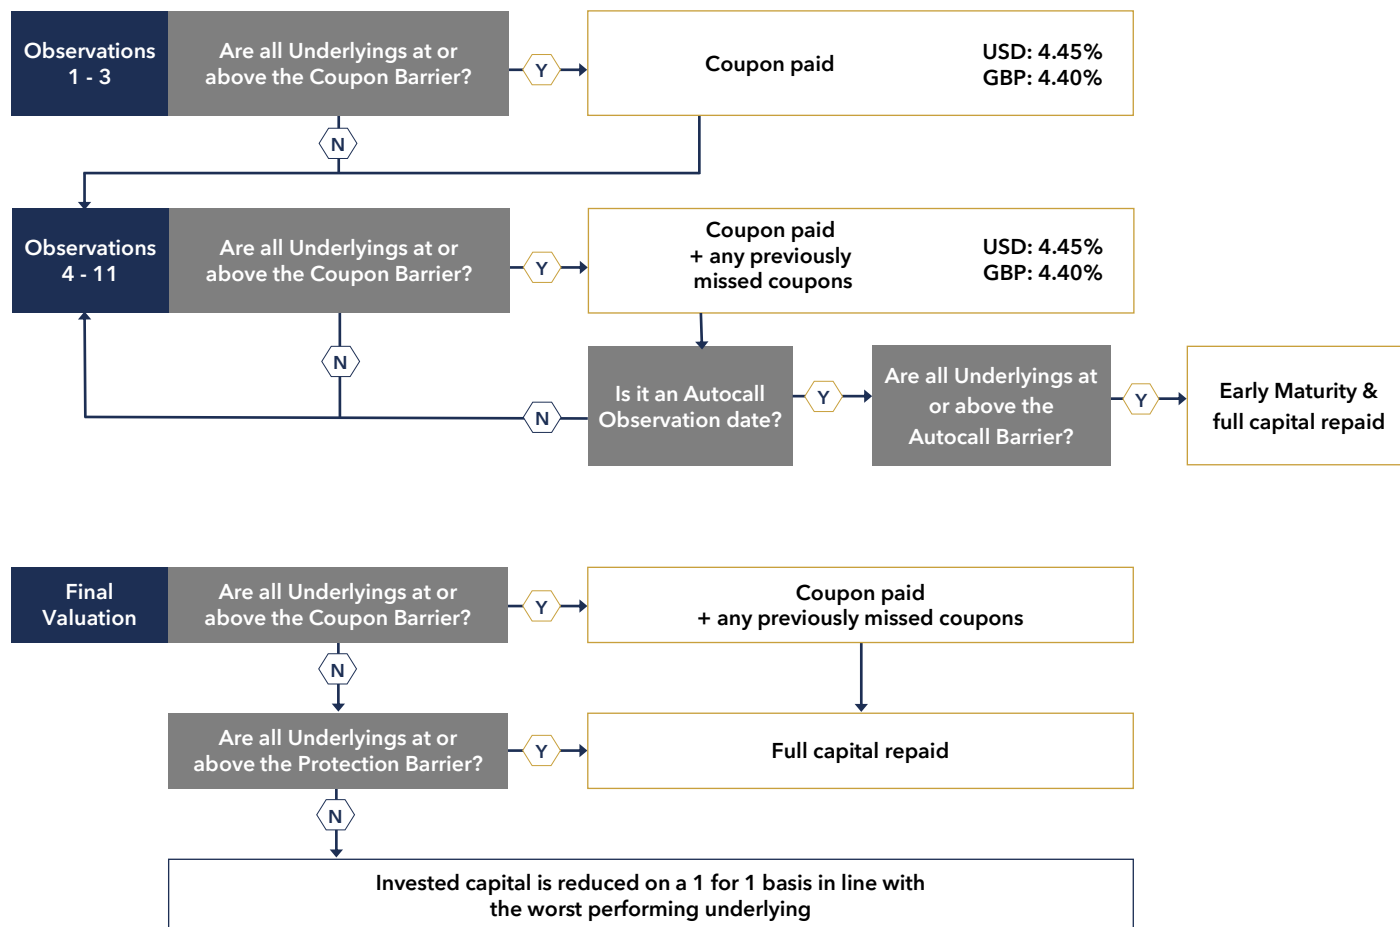 Observations
1 - 3
Are all Underlyings at or
above the Coupon Barrier?
Y
Coupon paid
USD: 4.45%
GBP: 4.40%
N
Observations
4 - 11
Are all Underlyings at or
above the Coupon Barrier?
Y
Coupon paid
+ any previously
missed coupons
USD: 4.45%
GBP: 4.40%
N
N
Is it an Autocall
Observation date?
Y
Are all Underlyings at
or above the
Autocall Barrier?
Y
Early Maturity &
full capital repaid
Final
Valuation
Are all Underlyings at or
above the Coupon Barrier?
Y
Coupon paid
+ any previously missed coupons
N
Are all Underlyings at or
above the Protection Barrier?
Y
Full capital repaid
N
Invested capital is reduced on a 1 for 1 basis in line with
the worst performing underlying